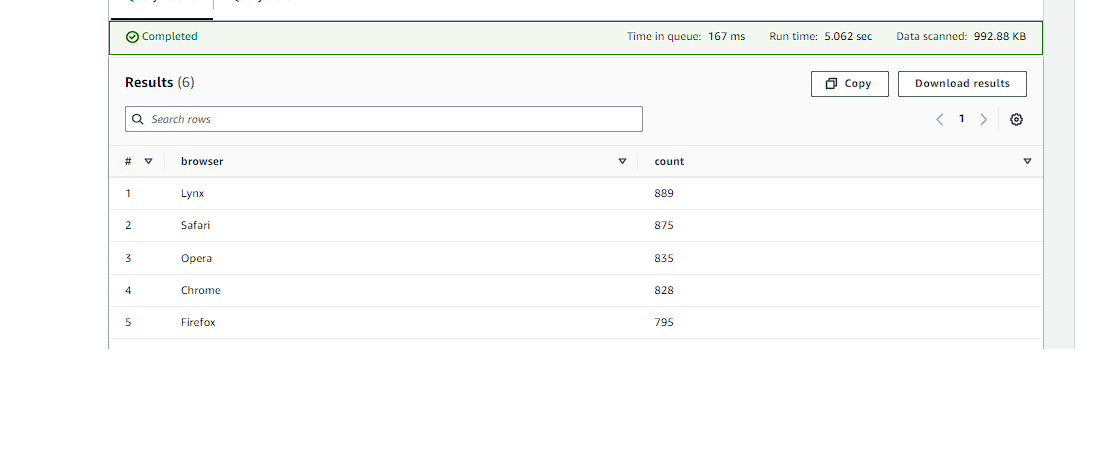 Completed Time in queue: 167 ms Run time: 5.062 sec Data scanned: 992.88 KB
Results (6) Copy Download results
Search rows 1
# browser count
1 Lynx 889
2 Safari 875
3 Opera 835
4 Chrome 828
5 Firefox 795